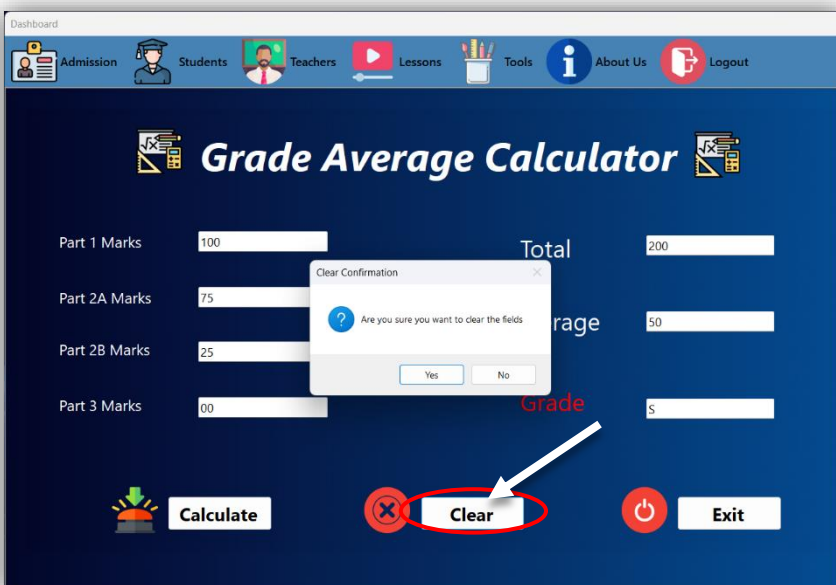 Dashboard
Admission Students Teachers Lessons Tools About Us Logout
Grade Average Calculator
Part 1 Marks 100 Total 200
Clear Confirmation
Part 2A Marks 75 Are you sure you want to clear the fields
Part 2B Marks 25 rage 50
Yes No
Part 3 Marks 00 Grade S
Calculate Clear Exit